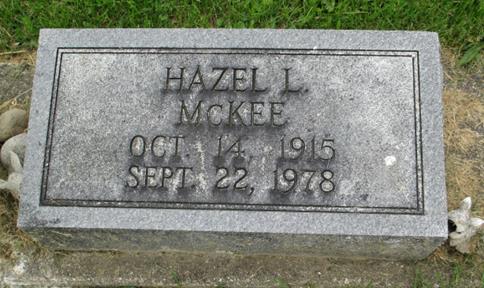 HAZEL L.
MCKEE
OCT. 14, 1915
SEPT. 22, 1978